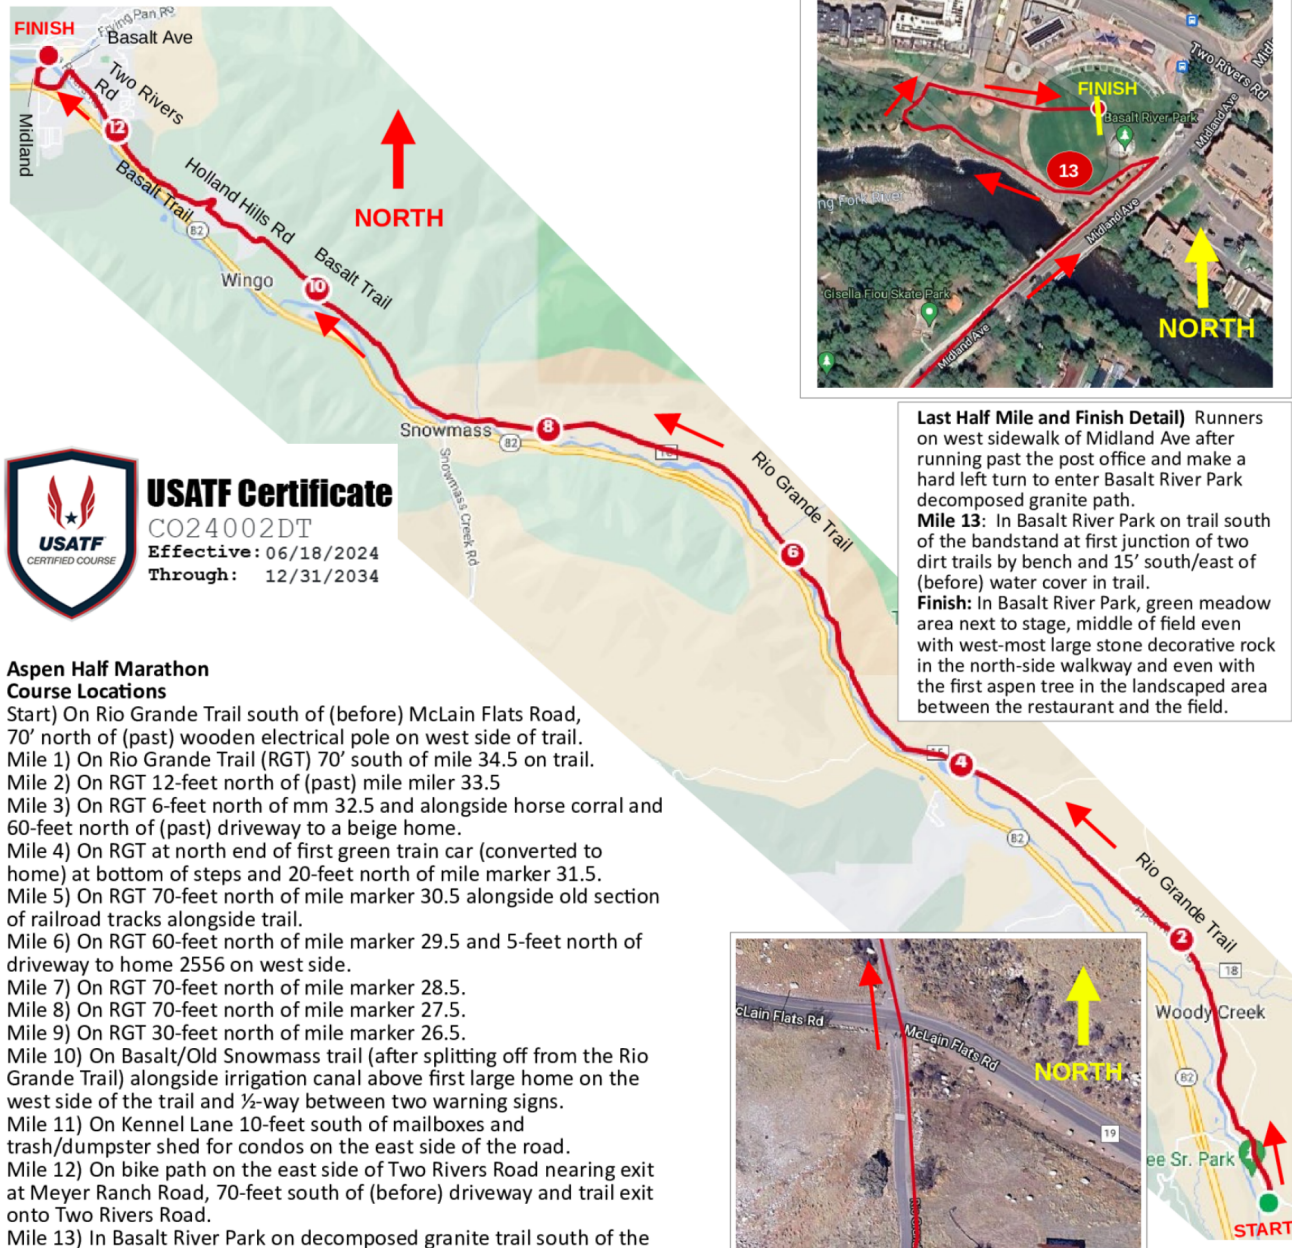 FINISH
Frying Pan Rd
Basalt Ave
Two Rivers
Rd
Midland
12
Basalt Trail
Holland Hills Rd
82
Wingo
Basalt Trail
10
NORTH
Snowmass
82
8
Snowmass Creek Rd
Rio Grande Trail
6
4
82
Rio Grande Trail
2
18
Woody Creek
82
ee Sr. Park
START
Two Rivers Rd
Midl
FINISH
Basalt River Park
Midland Ave
13
ng Fork River
Midland Ave
Gisella Fiou Skate Park
Midland Ave
NORTH
Last Half Mile and Finish Detail) Runners
on west sidewalk of Midland Ave after
running past the post office and make a
hard left turn to enter Basalt River Park
decomposed granite path.
Mile 13: In Basalt River Park on trail south
of the bandstand at first junction of two
dirt trails by bench and 15’ south/east of
(before) water cover in trail.
Finish: In Basalt River Park, green meadow
area next to stage, middle of field even
with west-most large stone decorative rock
in the north-side walkway and even with
the first aspen tree in the landscaped area
between the restaurant and the field.
USATF
CERTIFIED COURSE
USATF Certificate
CO24002DT
Effective: 06/18/2024
Through: 12/31/2034
Aspen Half Marathon
Course Locations
Start) On Rio Grande Trail south of (before) McLain Flats Road,
70’ north of (past) wooden electrical pole on west side of trail.
Mile 1) On Rio Grande Trail (RGT) 70’ south of mile 34.5 on trail.
Mile 2) On RGT 12-feet north of (past) mile miler 33.5
Mile 3) On RGT 6-feet north of mm 32.5 and alongside horse corral and
60-feet north of (past) driveway to a beige home.
Mile 4) On RGT at north end of first green train car (converted to
home) at bottom of steps and 20-feet north of mile marker 31.5.
Mile 5) On RGT 70-feet north of mile marker 30.5 alongside old section
of railroad tracks alongside trail.
Mile 6) On RGT 60-feet north of mile marker 29.5 and 5-feet north of
driveway to home 2556 on west side.
Mile 7) On RGT 70-feet north of mile marker 28.5.
Mile 8) On RGT 70-feet north of mile marker 27.5.
Mile 9) On RGT 30-feet north of mile marker 26.5.
Mile 10) On Basalt/Old Snowmass trail (after splitting off from the Rio
Grande Trail) alongside irrigation canal above first large home on the
west side of the trail and ½-way between two warning signs.
Mile 11) On Kennel Lane 10-feet south of mailboxes and
trash/dumpster shed for condos on the east side of the road.
Mile 12) On bike path on the east side of Two Rivers Road nearing exit
at Meyer Ranch Road, 70-feet south of (before) driveway and trail exit
onto Two Rivers Road.
Mile 13) In Basalt River Park on decomposed granite trail south of the
cLain Flats Rd
McLain Flats Rd
NORTH
19